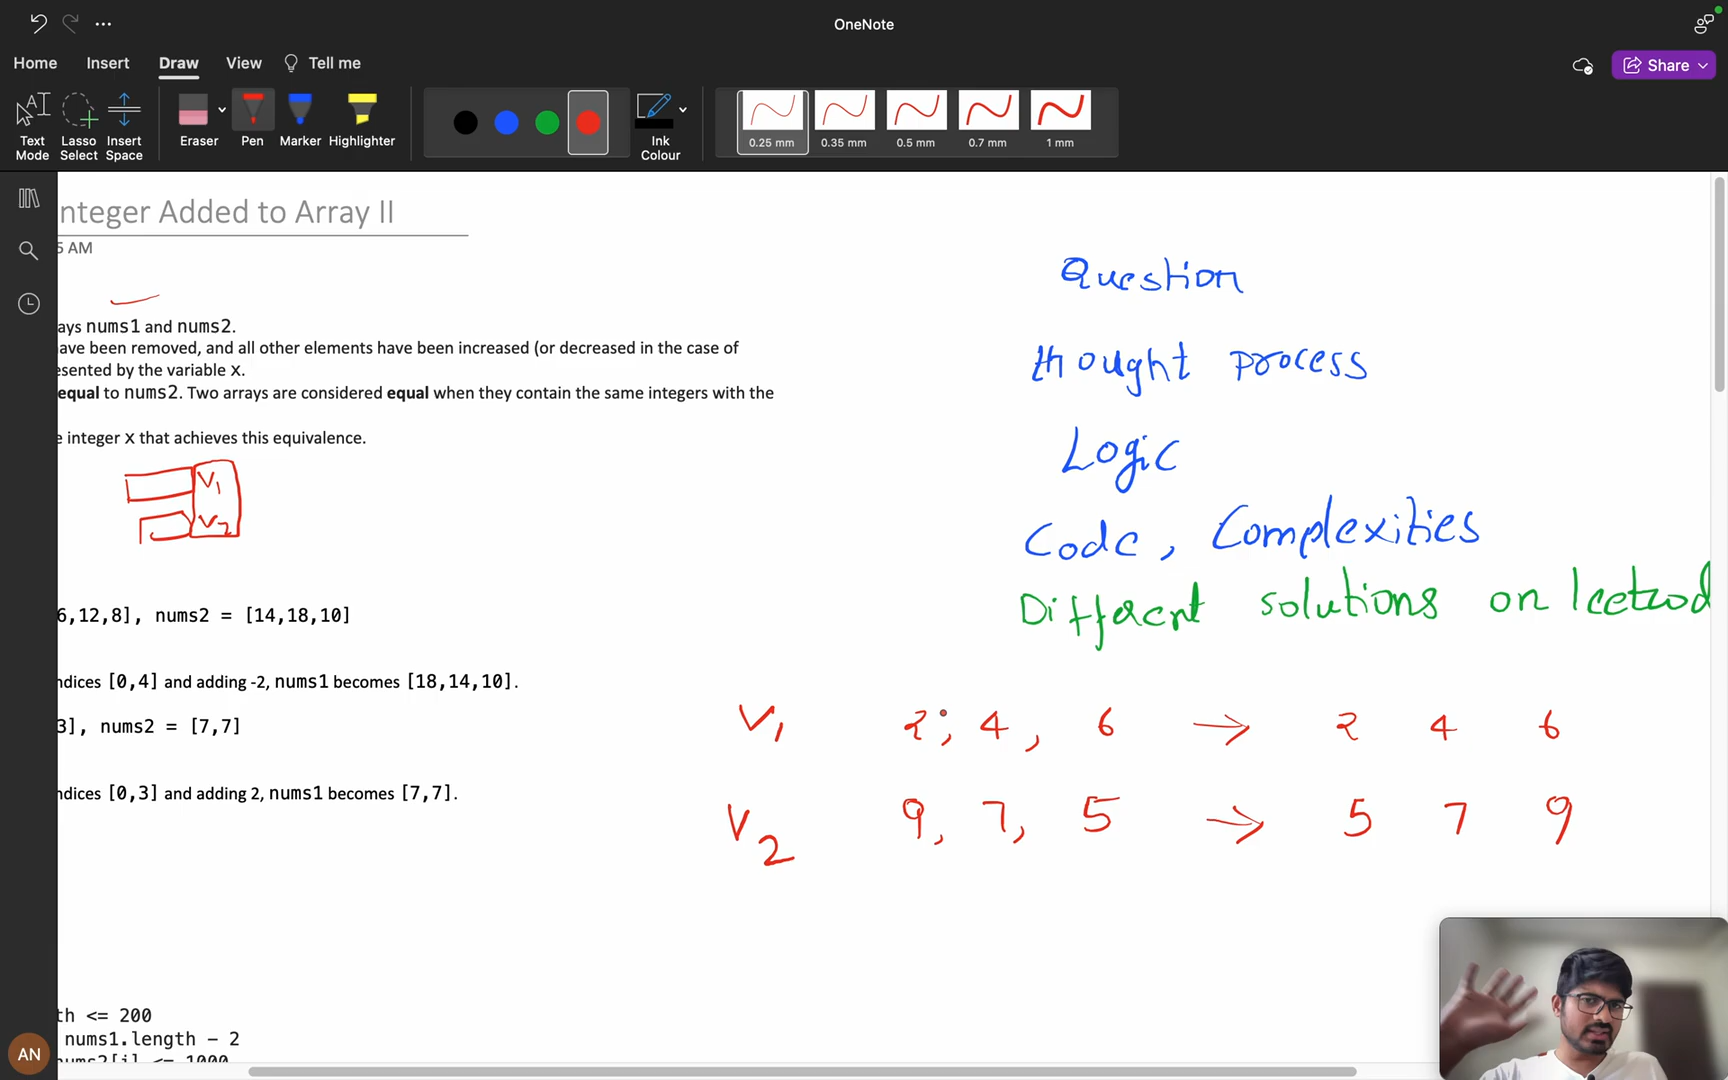 OneNote
Home Insert Draw View Tell me
Share
Text Mode
Lasso Select
Insert Space
Eraser
Pen
Marker
Highlighter
Ink Colour
0.25 mm
0.35 mm
0.5 mm
0.7 mm
1 mm
nteger Added to Array II
5 AM
ays nums1 and nums2.
ave been removed, and all other elements have been increased (or decreased in the case of
esented by the variable x.
equal to nums2. Two arrays are considered equal when they contain the same integers with the
e integer x that achieves this equivalence.
V1
V2
6,12,8], nums2 = [14,18,10]
ndices [0,4] and adding -2, nums1 becomes [18,14,10].
3], nums2 = [7,7]
ndices [0,3] and adding 2, nums1 becomes [7,7].
th <= 200
nums1.length - 2
nums2[i] <= 1000
Question
thought process
Logic
Code, Complexities
Different solutions on leetcod
V1 2, 4, 6 → 2 4 6
V2 9, 7, 5 → 5 7 9
AN